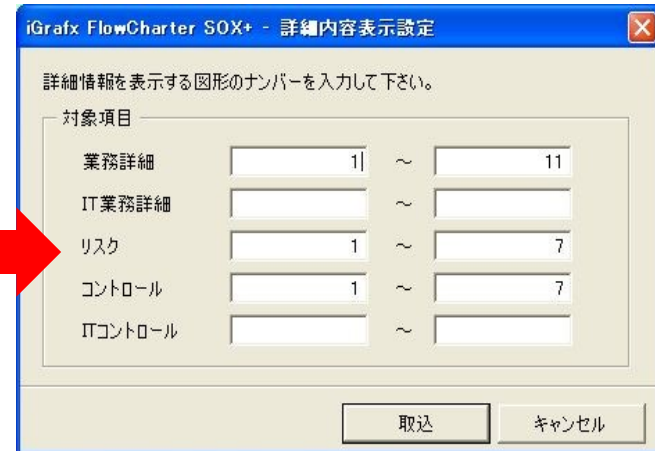 iGrafx FlowCharter SOX+ - 詳細内容表示設定
詳細情報を表示する図形のナンバーを入力して下さい。
対象項目
業務詳細 1 ～ 11
IT業務詳細 ～
リスク 1 ～ 7
コントロール 1 ～ 7
ITコントロール ～
取込 キャンセル